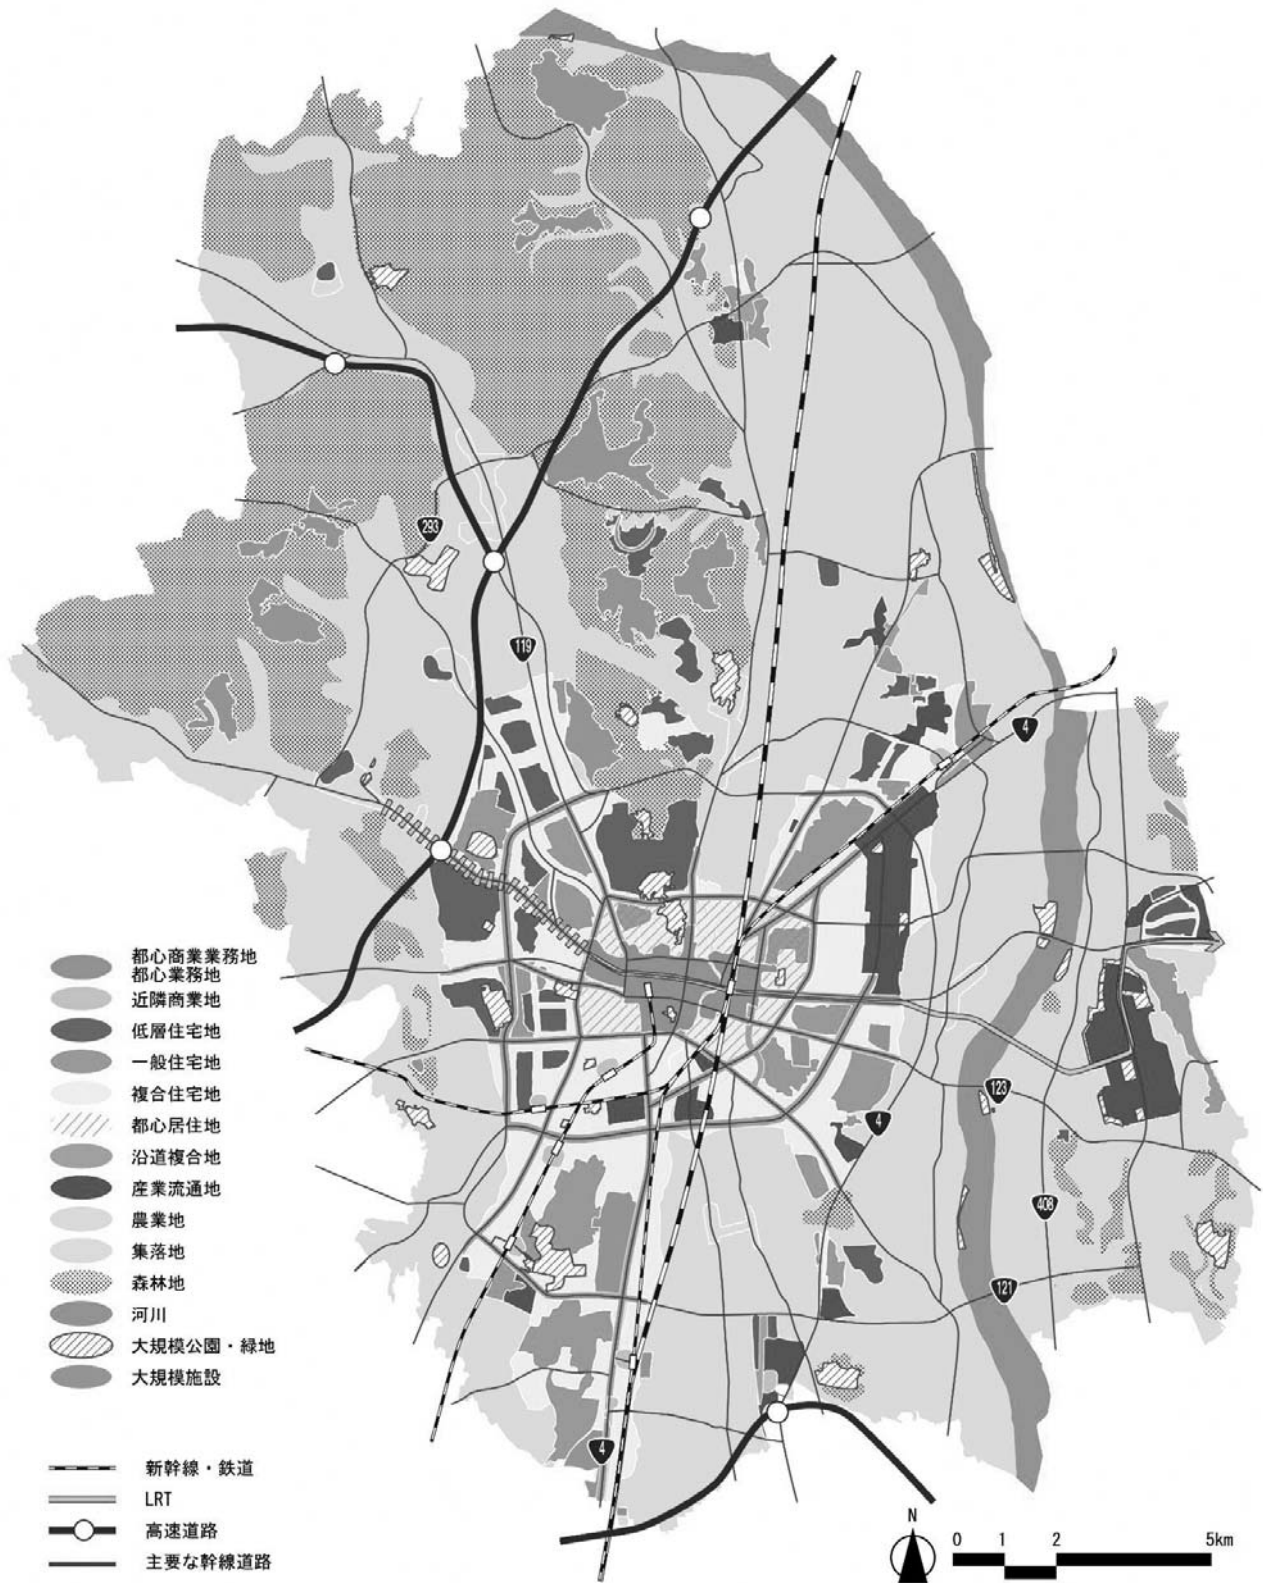 293
119
4
都心商業業務地
都心業務地
近隣商業地
低層住宅地
一般住宅地
複合住宅地
都心居住地
沿道複合地
産業流通地
農業地
集落地
森林地
河川
大規模公園・緑地
大規模施設
123
4
408
121
4
新幹線・鉄道
LRT
高速道路
主要な幹線道路
N
0 1 2 5km